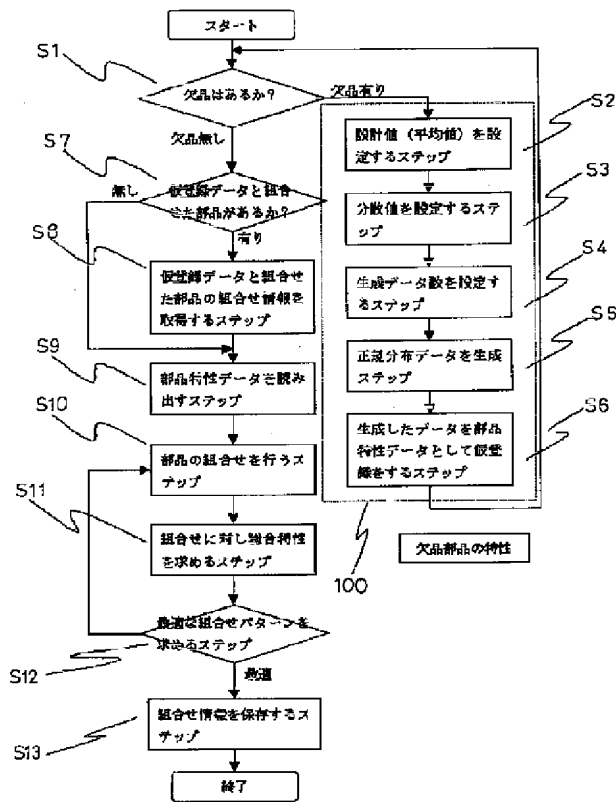 スタート
S1
欠品はあるか？
欠品有り
欠品無し
S2
設計値（平均値）を設
定するステップ
S7
無し
仮登録データと組合
せた部品があるか？
有り
S3
分散値を設定するステ
ップ
S8
仮登録データと組合せ
た部品の組合せ情報を
取得するステップ
S4
生成データ数を設定す
るステップ
S5
正規分布データを生成
ステップ
S9
部品特性データを読み
出すステップ
S6
生成したデータを部品
特性データとして仮登
録をするステップ
S10
部品の組合せを行うス
テップ
100
欠品部品の特性
S11
組合せに対し総合特性
を求めるステップ
S12
最適な組合せパターンを
求めるステップ
最適
S13
組合せ情報を保存するス
テップ
終了